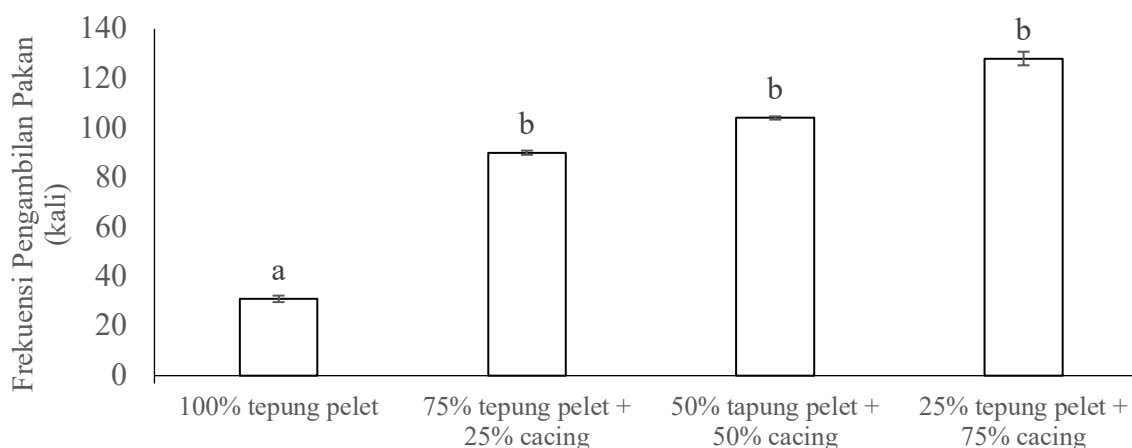 Frekuensi Pengambilan Pakan
(kali)
140
120
100
80
60
40
20
0
a
b
b
b
100% tepung pelet
75% tepung pelet +
25% cacing
50% tapung pelet +
50% cacing
25% tepung pelet +
75% cacing